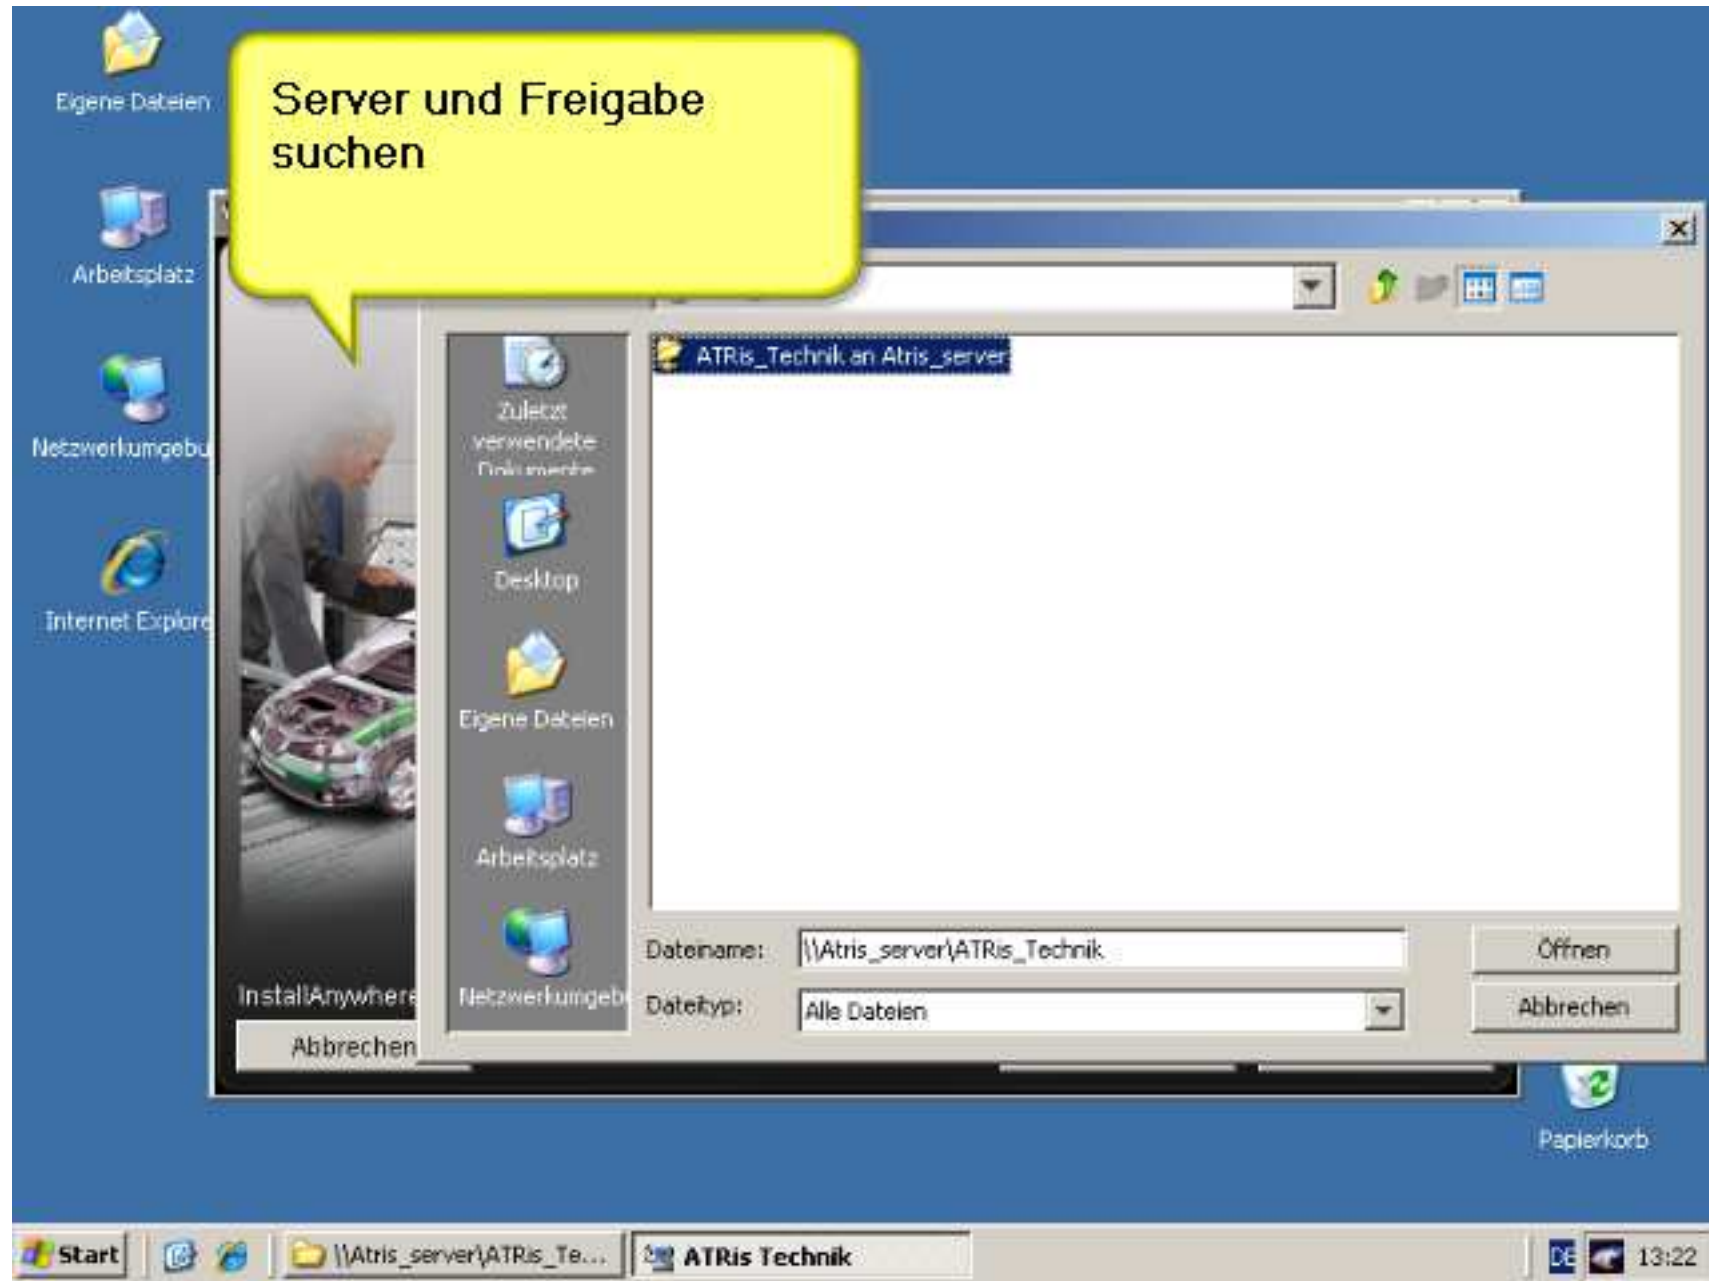 Eigene Dateien
Server und Freigabe
suchen
Arbeitsplatz
Netzwerkumgebu
Internet Explore
ATRis_Technik an Atris_server
Zuletzt
verwendete
Dokumente
Desktop
Eigene Dateien
Arbeitsplatz
Netzwerkumgebu
Dateiname:
\\Atris_server\ATRis_Technik
Öffnen
Dateityp:
Alle Dateien
Abbrechen
InstallAnywhere
Abbrechen
Papierkorb
Start
\\Atris_server\ATRis_Te...
ATRis Technik
DE
13:22